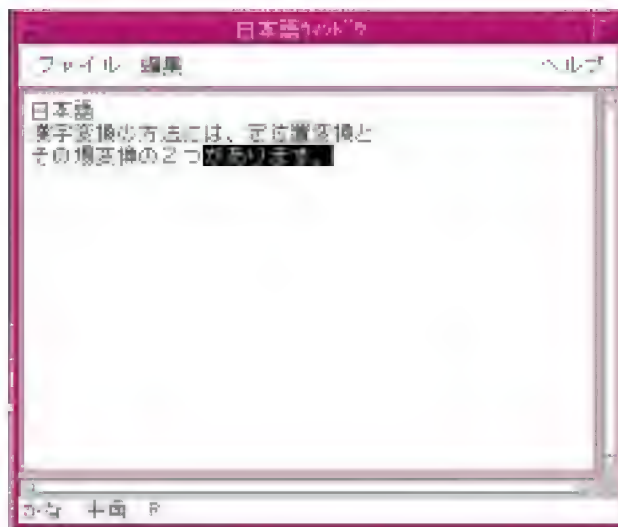 日本語ウィンドウ
ファイル 編集 ヘルプ
日本語
漢字変換の方法には、定位置変換と
その場変換の2つがあります。
かな R